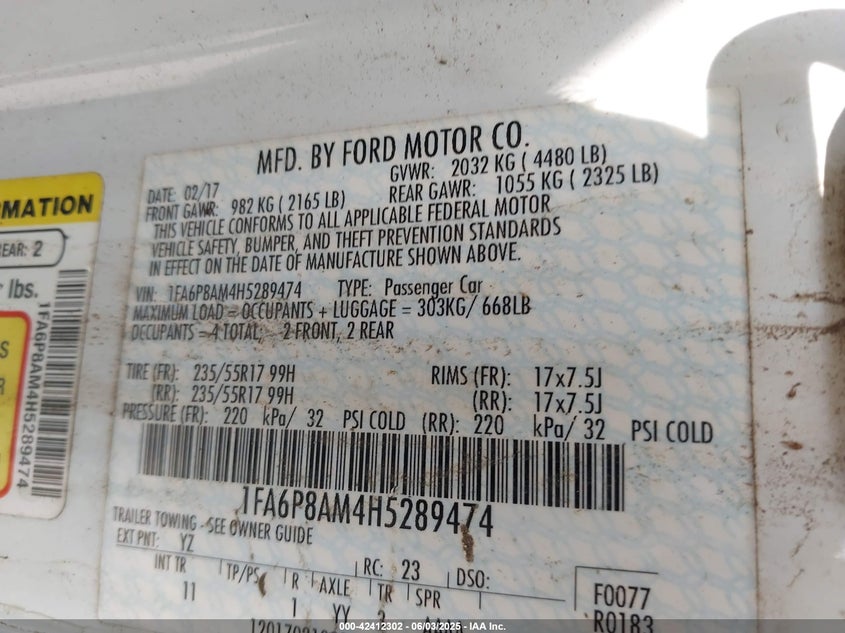 MFD. BY FORD MOTOR CO.
DATE: 02/17
GVWR: 2032 KG ( 4480 LB)
FRONT GAWR: 982 KG ( 2165 LB)
REAR GAWR: 1055 KG ( 2325 LB)
THIS VEHICLE CONFORMS TO ALL APPLICABLE FEDERAL MOTOR
VEHICLE SAFETY, BUMPER, AND THEFT PREVENTION STANDARDS
IN EFFECT ON THE DATE OF MANUFACTURE SHOWN ABOVE.
VIN: 1FA6P8AM4H5289474 TYPE: Passenger Car
MAXIMUM LOAD = OCCUPANTS + LUGGAGE = 303KG/ 668LB
OCCUPANTS = 4 TOTAL; 2 FRONT, 2 REAR
TIRE (FR): 235/55R17 99H RIMS (FR): 17x7.5J
(RR): 235/55R17 99H (RR): 17x7.5J
PRESSURE (FR): 220 kPa/ 32 PSI COLD (RR): 220 kPa/ 32 PSI COLD
1FA6P8AM4H5289474
TRAILER TOWING - SEE OWNER GUIDE
EXT PNT: YZ RC: 23 DSO:
INT TR TP/PS R AXLE TR SPR F0077
11 1 YY R0183
RMATION
REAR: 2
lbs.
1FA6P8AM4H5289474
S
R
000-42412302 - 06/03/2025 - IAA Inc.